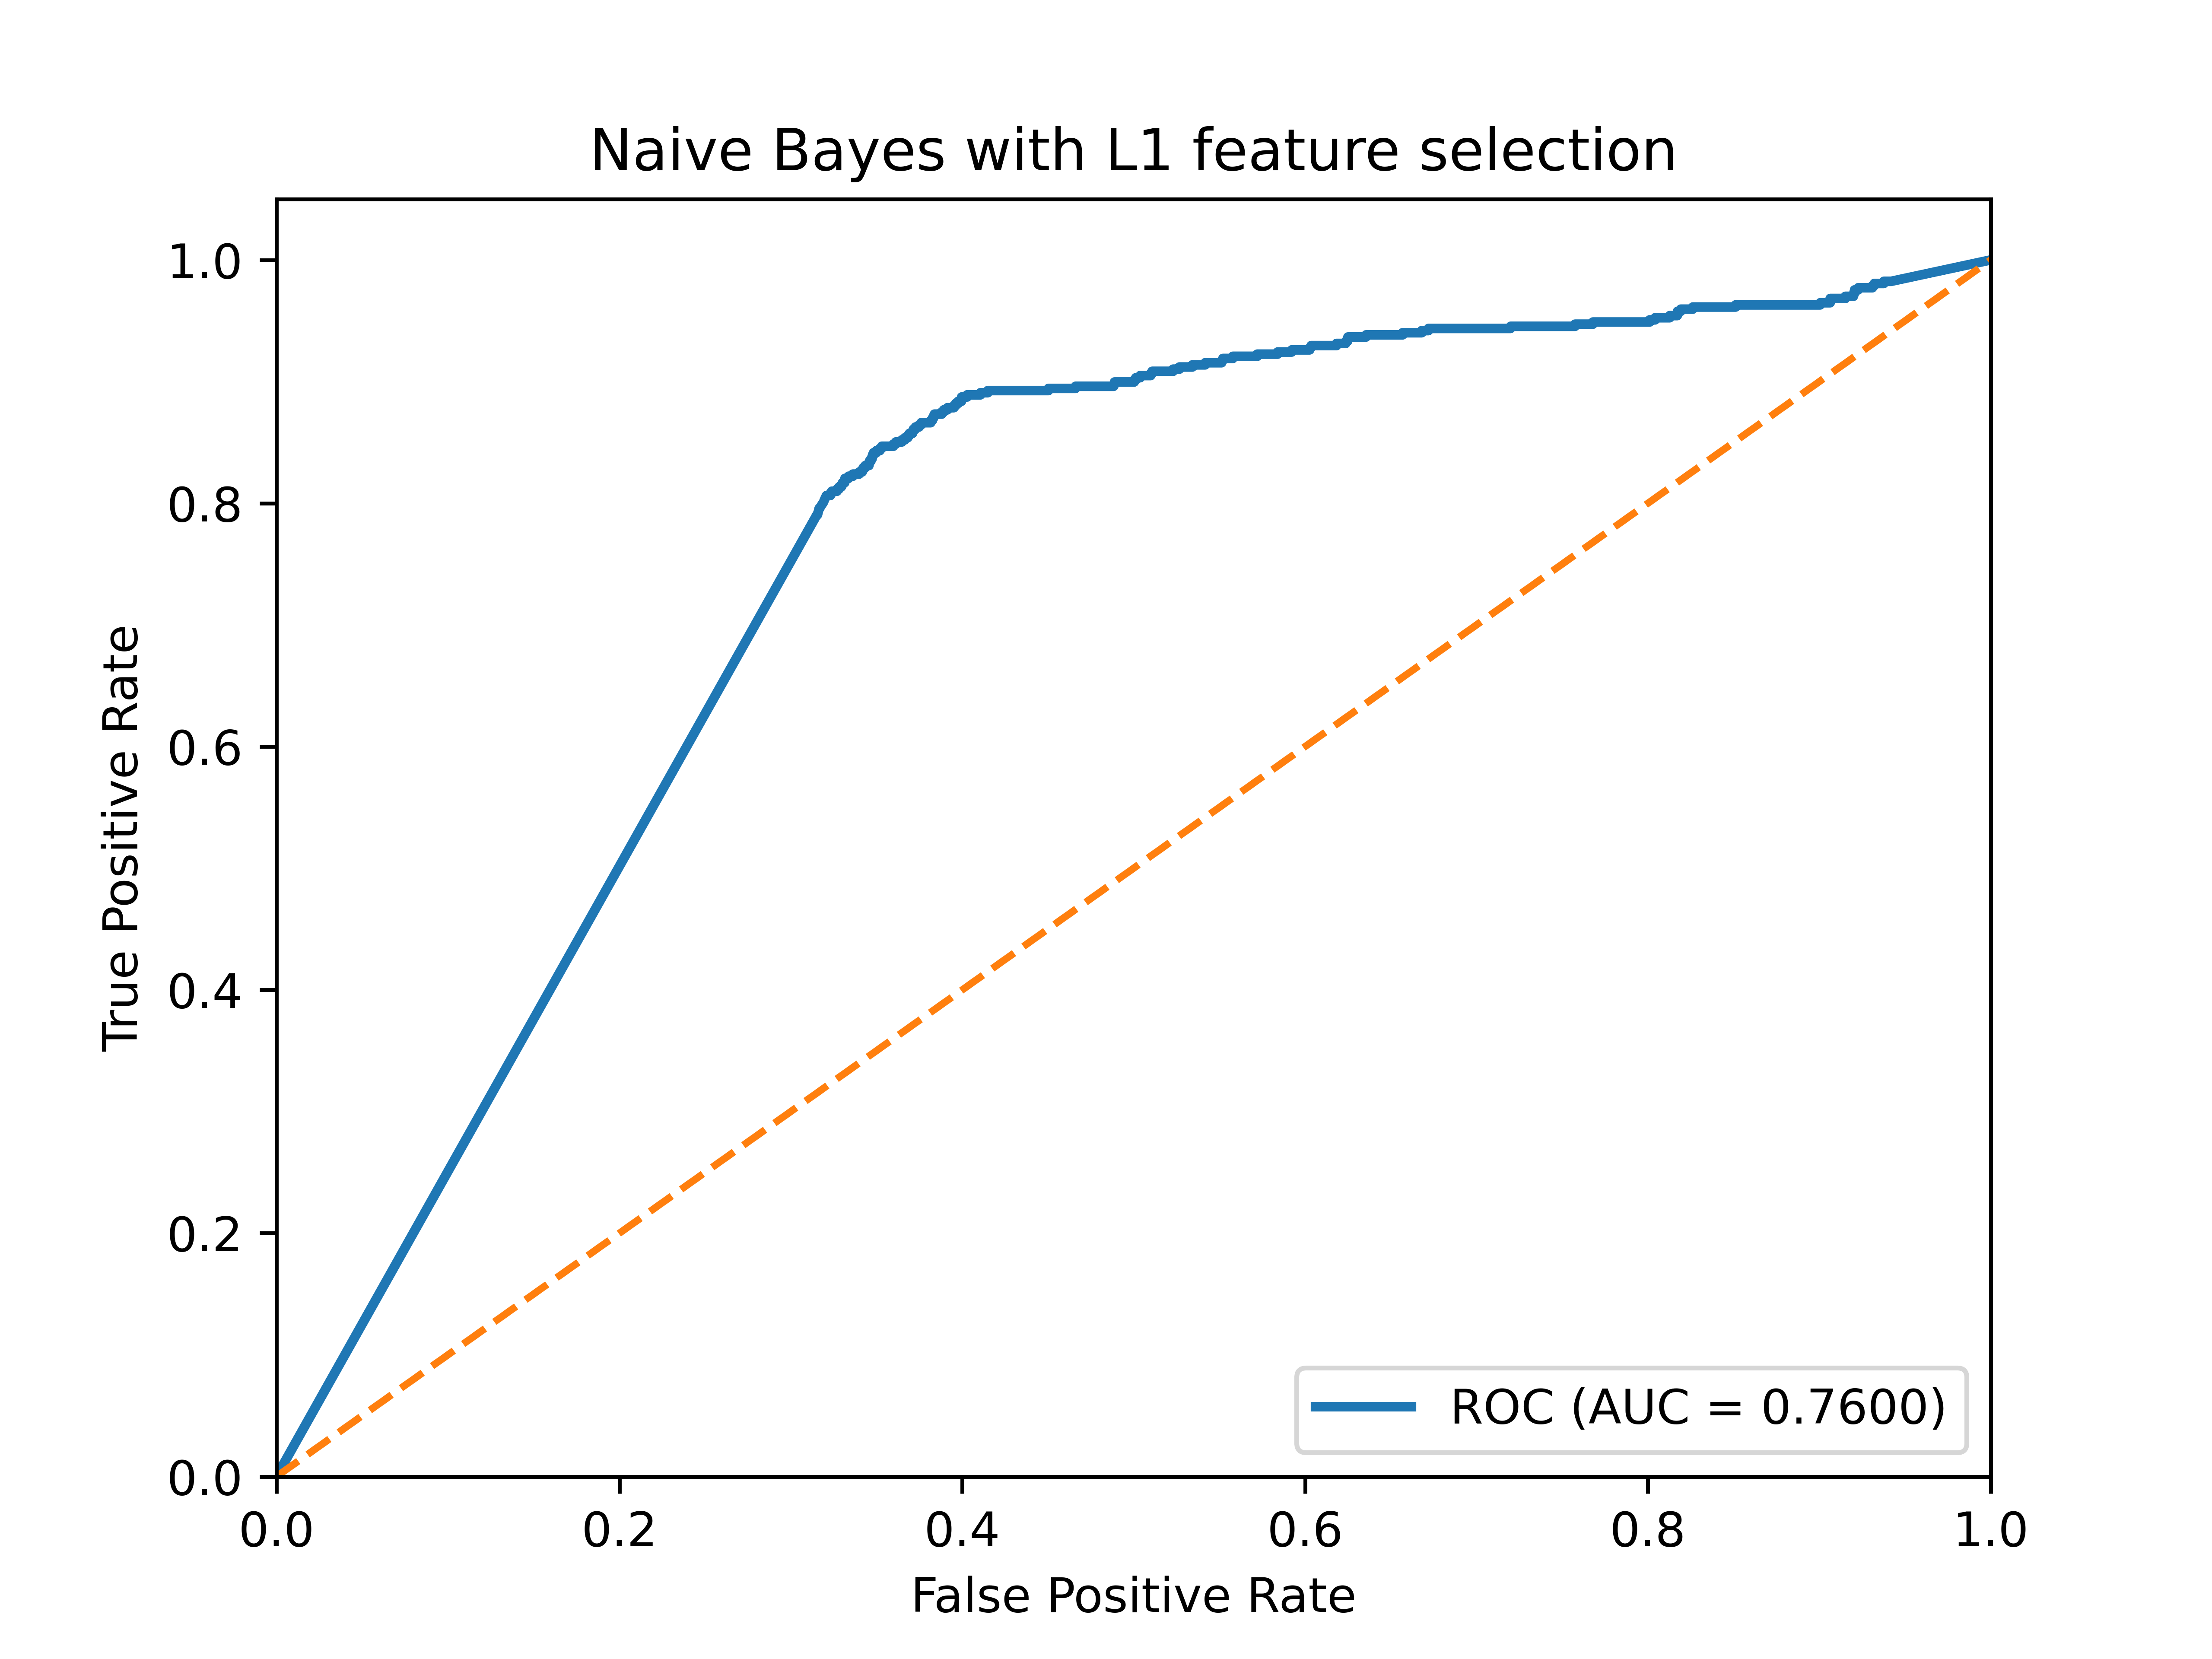 Naive Bayes with L1 feature selection
1.0
0.8
0.6
0.4
0.2
0.0
True Positive Rate
ROC (AUC = 0.7600)
0.0 0.2 0.4 0.6 0.8 1.0
False Positive Rate